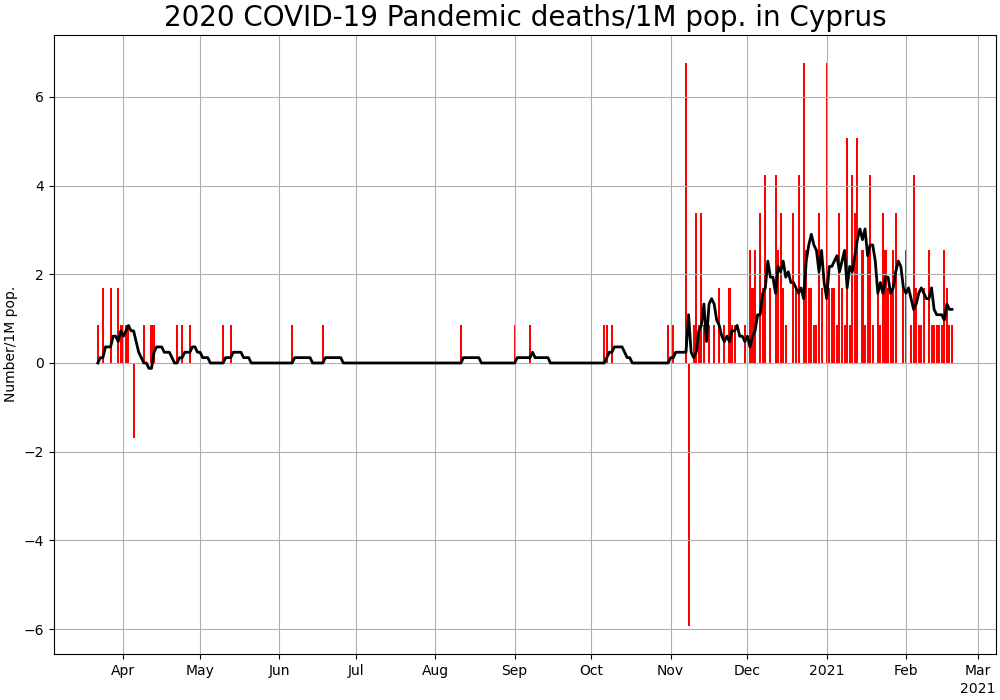 2020 COVID-19 Pandemic deaths/1M pop. in Cyprus
Number/1M pop.
6
4
2
0
−2
−4
−6
Apr
May
Jun
Jul
Aug
Sep
Oct
Nov
Dec
2021
Feb
Mar
2021